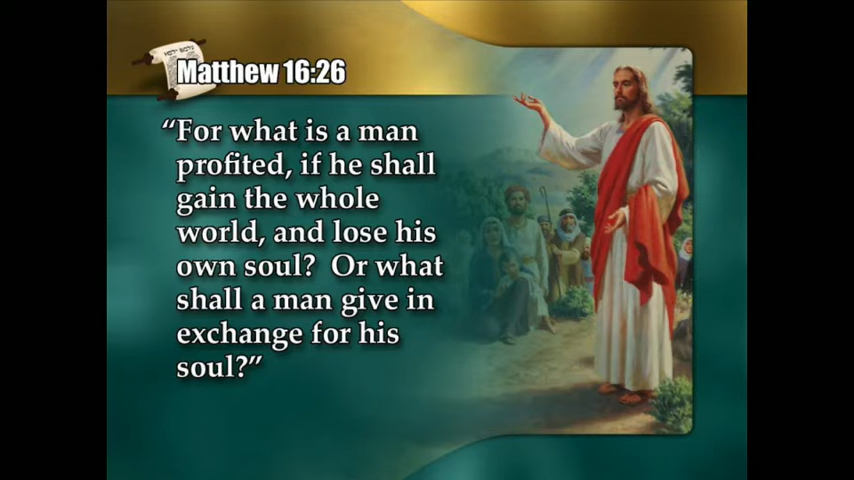 Matthew 16:26
“For what is a man
profited, if he shall
gain the whole
world, and lose his
own soul?  Or what
shall a man give in
exchange for his
soul?”